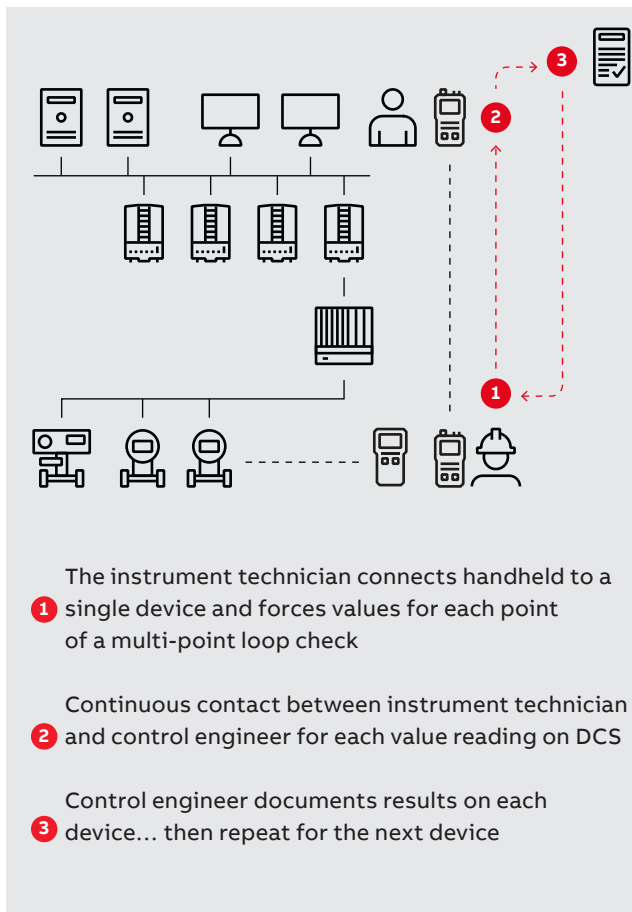 3
2
1
The instrument technician connects handheld to a
1 single device and forces values for each point
of a multi-point loop check
Continuous contact between instrument technician
2 and control engineer for each value reading on DCS
Control engineer documents results on each
3 device... then repeat for the next device